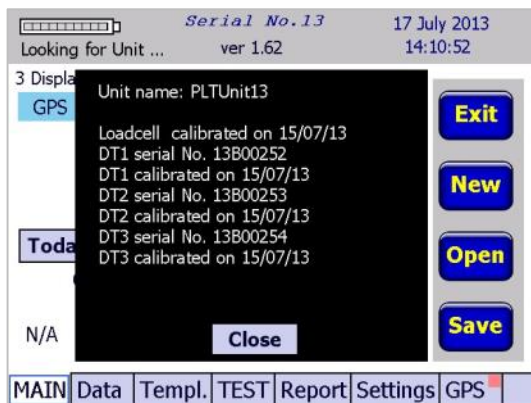 Serial No.13
17 July 2013
Looking for Unit ...
ver 1.62
14:10:52
3 Displa
GPS
Unit name: PLTUnit13
Loadcell calibrated on 15/07/13
DT1 serial No. 13B00252
DT1 calibrated on 15/07/13
DT2 serial No. 13B00253
DT2 calibrated on 15/07/13
DT3 serial No. 13B00254
DT3 calibrated on 15/07/13
Close
Toda
N/A
Exit
New
Open
Save
MAIN Data Templ. TEST Report Settings GPS